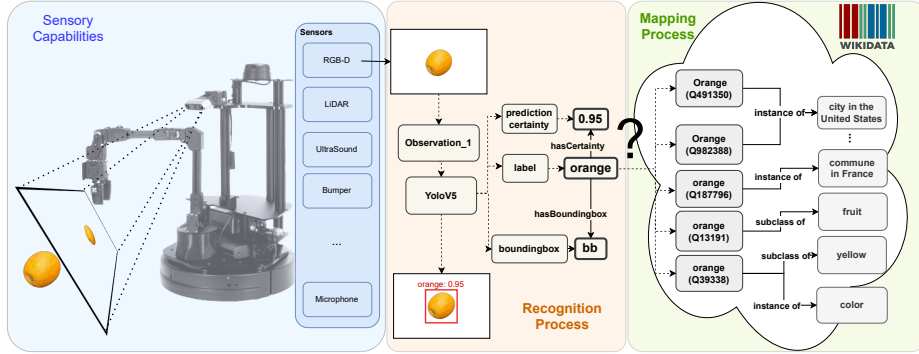 Sensory
Capabilities
Sensors
RGB-D
LiDAR
UltraSound
Bumper
...
Microphone
Observation_1
YoloV5
prediction
certainty
0.95
hasCertainty
label
orange
hasBoundingbox
boundingbox
bb
orange: 0.95
Recognition
Process
?
Mapping
Process
WIKIDATA
Orange
(Q491350)
instance of
city in the
United States
...
Orange
(Q982388)
orange
(Q187796)
instance of
commune
in France
orange
(Q13191)
subclass of
fruit
orange
(Q39338)
subclass of
yellow
instance of
color